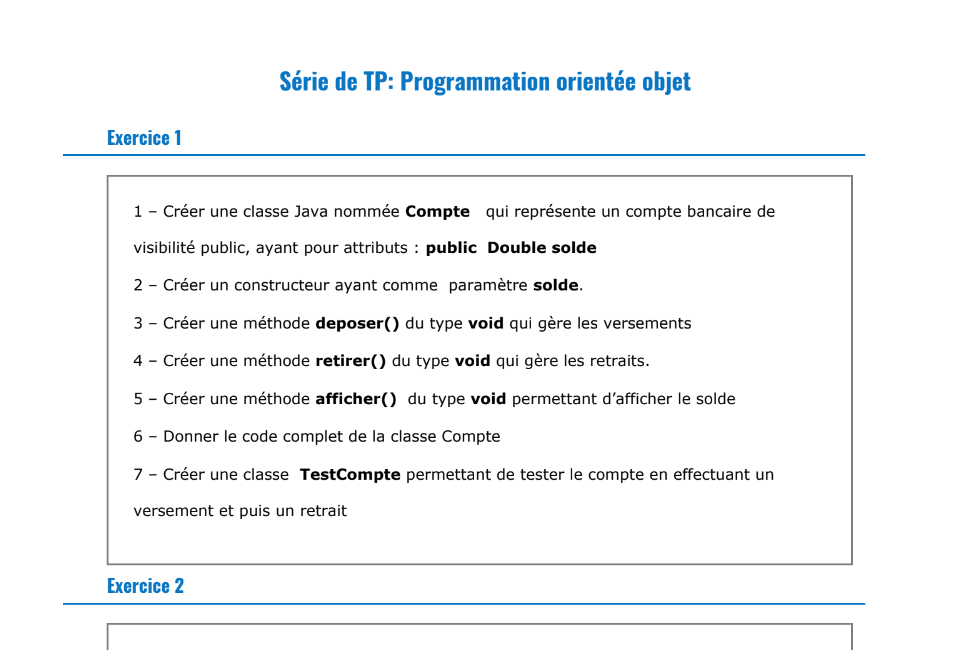 Série de TP: Programmation orientée objet
Exercice 1
1 – Créer une classe Java nommée Compte qui représente un compte bancaire de
visibilité public, ayant pour attributs : public Double solde
2 – Créer un constructeur ayant comme paramètre solde.
3 – Créer une méthode deposer() du type void qui gère les versements
4 – Créer une méthode retirer() du type void qui gère les retraits.
5 – Créer une méthode afficher() du type void permettant d’afficher le solde
6 – Donner le code complet de la classe Compte
7 – Créer une classe TestCompte permettant de tester le compte en effectuant un
versement et puis un retrait
Exercice 2